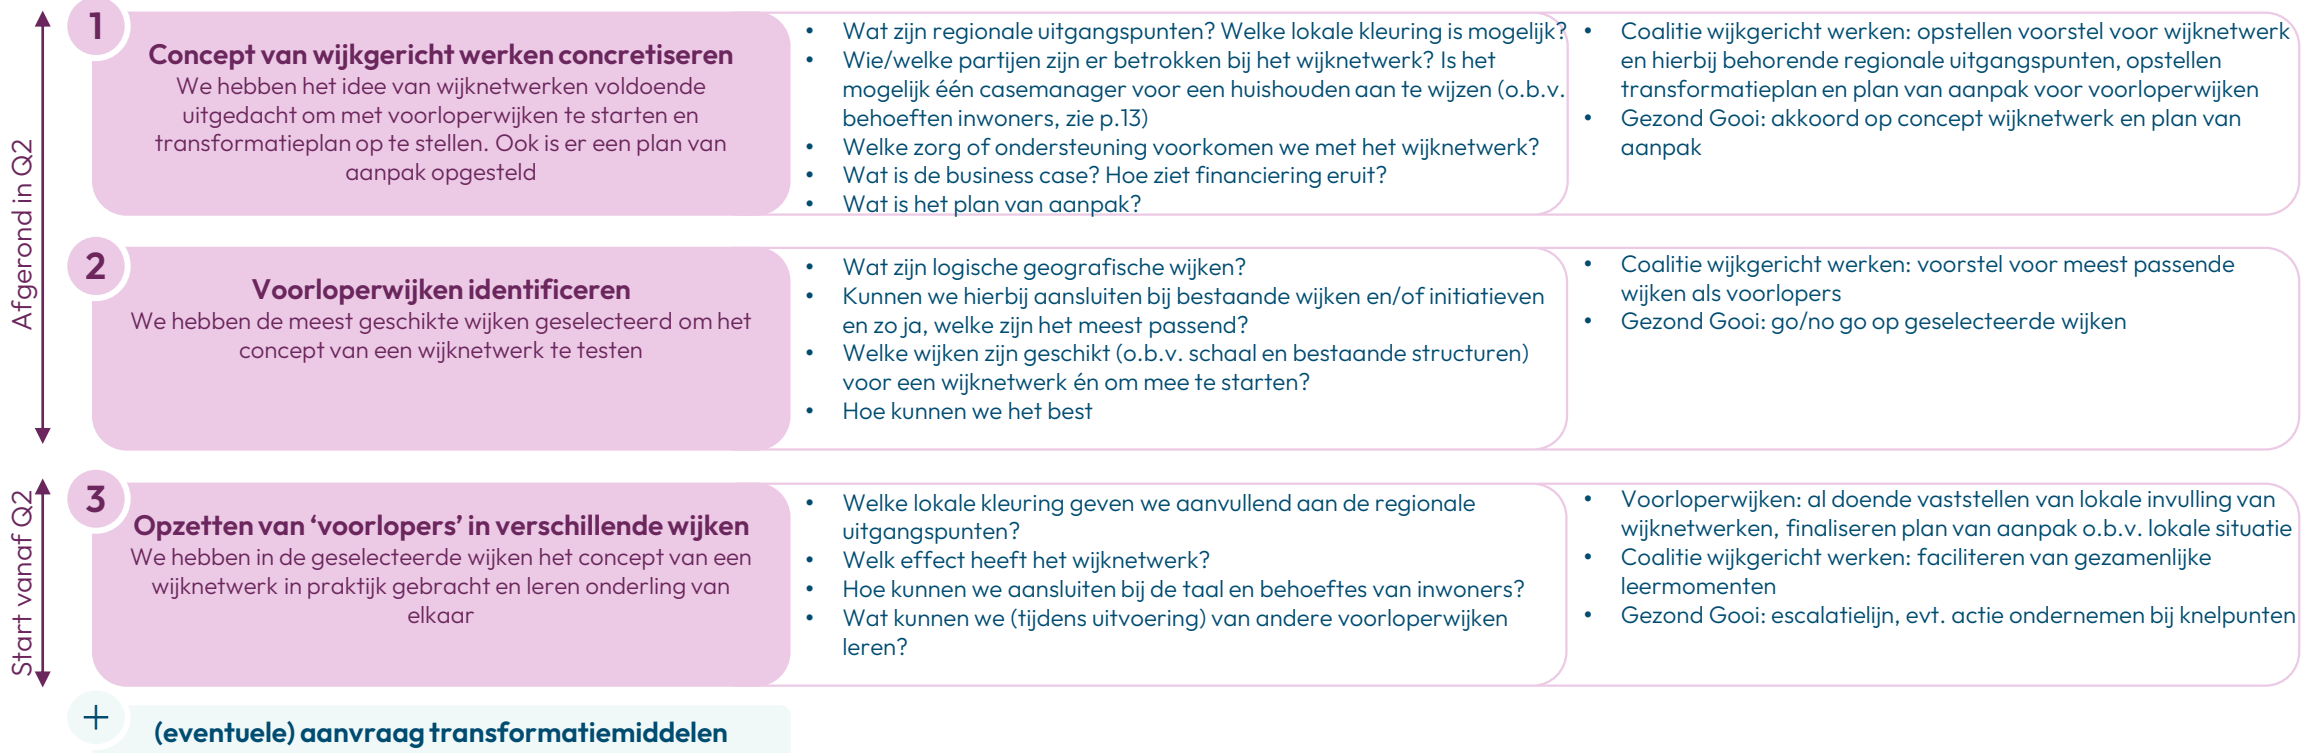 Afgerond in Q2
1
Concept van wijkgericht werken concretiseren
We hebben het idee van wijknetwerken voldoende
uitgedacht om met voorloperwijken te starten en
transformatieplan op te stellen. Ook is er een plan van
aanpak opgesteld
• Wat zijn regionale uitgangspunten? Welke lokale kleuring is mogelijk?
• Wie/welke partijen zijn er betrokken bij het wijknetwerk? Is het
mogelijk één casemanager voor een huishouden aan te wijzen (o.b.v.
behoeften inwoners, zie p.13)
• Welke zorg of ondersteuning voorkomen we met het wijknetwerk?
• Wat is de business case? Hoe ziet financiering eruit?
• Wat is het plan van aanpak?
• Coalitie wijkgericht werken: opstellen voorstel voor wijknetwerk
en hierbij behorende regionale uitgangspunten, opstellen
transformatieplan en plan van aanpak voor voorloperwijken
• Gezond Gooi: akkoord op concept wijknetwerk en plan van
aanpak
2
Voorloperwijken identificeren
We hebben de meest geschikte wijken geselecteerd om het
concept van een wijknetwerk te testen
• Wat zijn logische geografische wijken?
• Kunnen we hierbij aansluiten bij bestaande wijken en/of initiatieven
en zo ja, welke zijn het meest passend?
• Welke wijken zijn geschikt (o.b.v. schaal en bestaande structuren)
voor een wijknetwerk én om mee te starten?
• Hoe kunnen we het best
• Coalitie wijkgericht werken: voorstel voor meest passende
wijken als voorlopers
• Gezond Gooi: go/no go op geselecteerde wijken
Start vanaf Q2
3
Opzetten van ‘voorlopers’ in verschillende wijken
We hebben in de geselecteerde wijken het concept van een
wijknetwerk in praktijk gebracht en leren onderling van
elkaar
• Welke lokale kleuring geven we aanvullend aan de regionale
uitgangspunten?
• Welk effect heeft het wijknetwerk?
• Hoe kunnen we aansluiten bij de taal en behoeftes van inwoners?
• Wat kunnen we (tijdens uitvoering) van andere voorloperwijken
leren?
• Voorloperwijken: al doende vaststellen van lokale invulling van
wijknetwerken, finaliseren plan van aanpak o.b.v. lokale situatie
• Coalitie wijkgericht werken: faciliteren van gezamenlijke
leermomenten
• Gezond Gooi: escalatielijn, evt. actie ondernemen bij knelpunten
+
(eventuele) aanvraag transformatiemiddelen